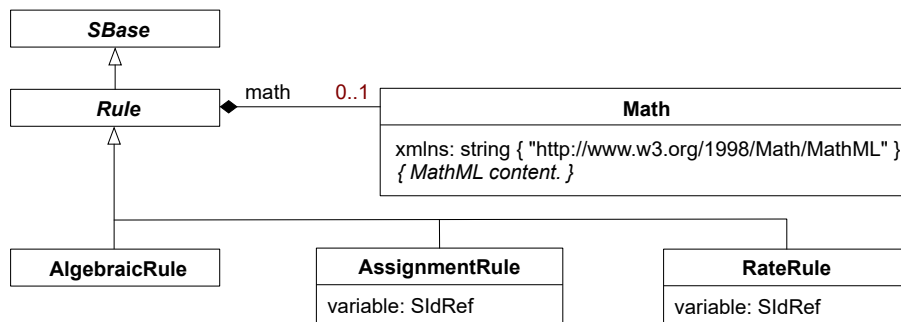 SBase
Rule
math 0..1
Math
xmlns: string { "http://www.w3.org/1998/Math/MathML" }
{ MathML content. }
AlgebraicRule
AssignmentRule
variable: SIdRef
RateRule
variable: SIdRef